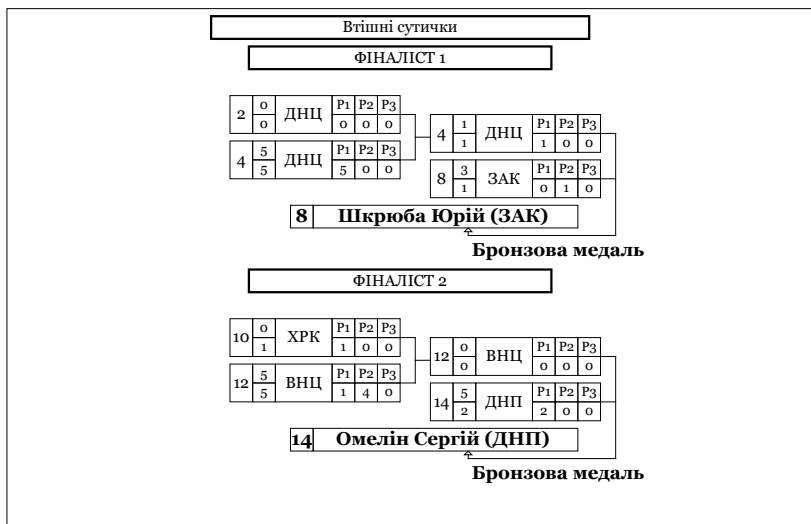 Втішні сутички
ФІНАЛІСТ 1
2 0 0 ДНЦ P1 P2 P3 0 0 0
4 5 5 ДНЦ P1 P2 P3 5 0 0
4 1 1 ДНЦ P1 P2 P3 1 0 0
8 3 1 ЗАК P1 P2 P3 0 1 0
8 Шкрюба Юрій (ЗАК)
Бронзова медаль
ФІНАЛІСТ 2
10 0 1 ХРК P1 P2 P3 1 0 0
12 5 5 ВНЦ P1 P2 P3 1 4 0
12 0 0 ВНЦ P1 P2 P3 0 0 0
14 5 2 ДНП P1 P2 P3 2 0 0
14 Омелін Сергій (ДНП)
Бронзова медаль